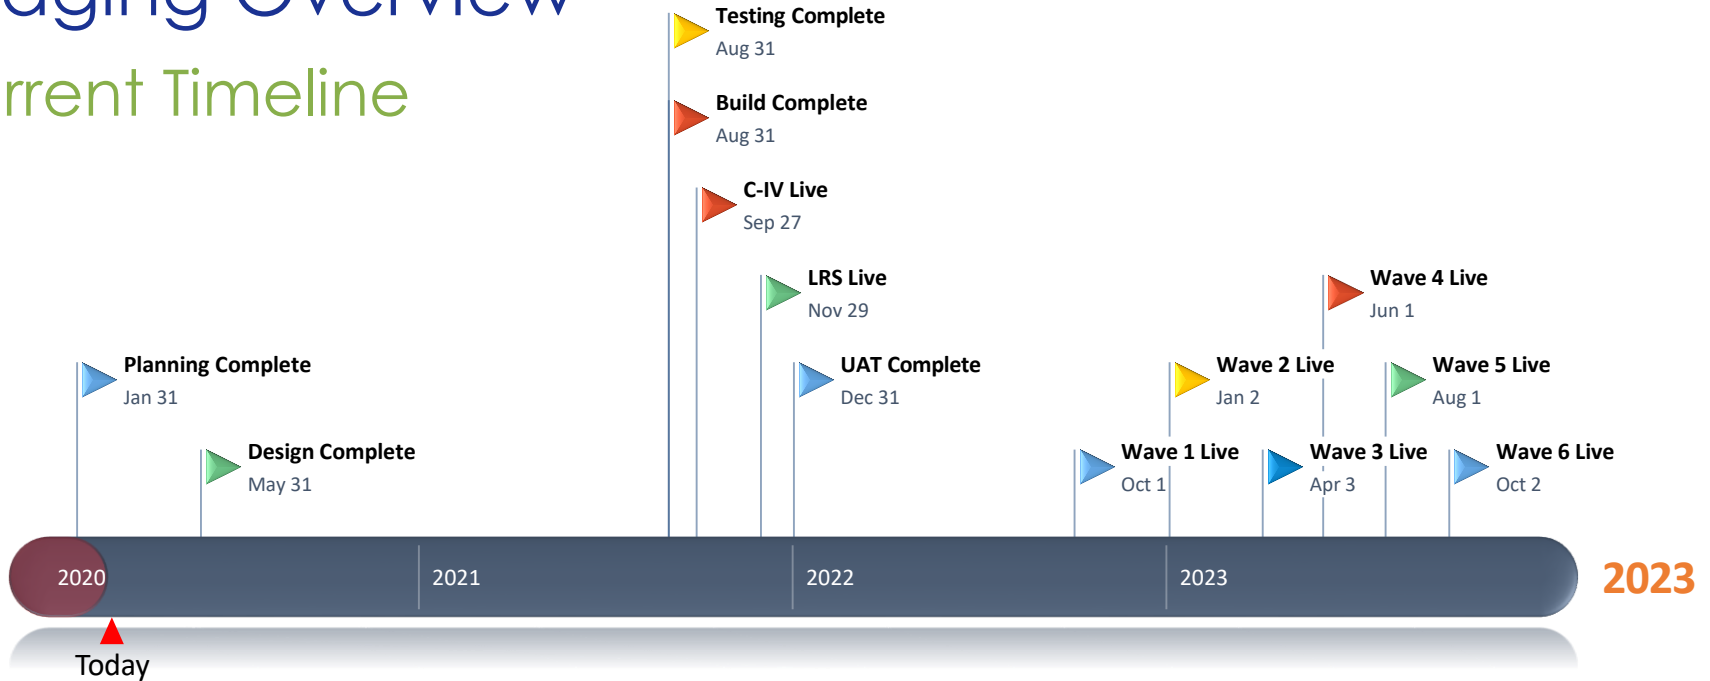 aging Overview
rrent Timeline
Testing Complete
Aug 31
Build Complete
Aug 31
C-IV Live
Sep 27
LRS Live
Nov 29
Wave 4 Live
Jun 1
Planning Complete
Jan 31
UAT Complete
Dec 31
Wave 2 Live
Jan 2
Wave 5 Live
Aug 1
Design Complete
May 31
Wave 1 Live
Oct 1
Wave 3 Live
Apr 3
Wave 6 Live
Oct 2
2020
2021
2022
2023
2023
Today